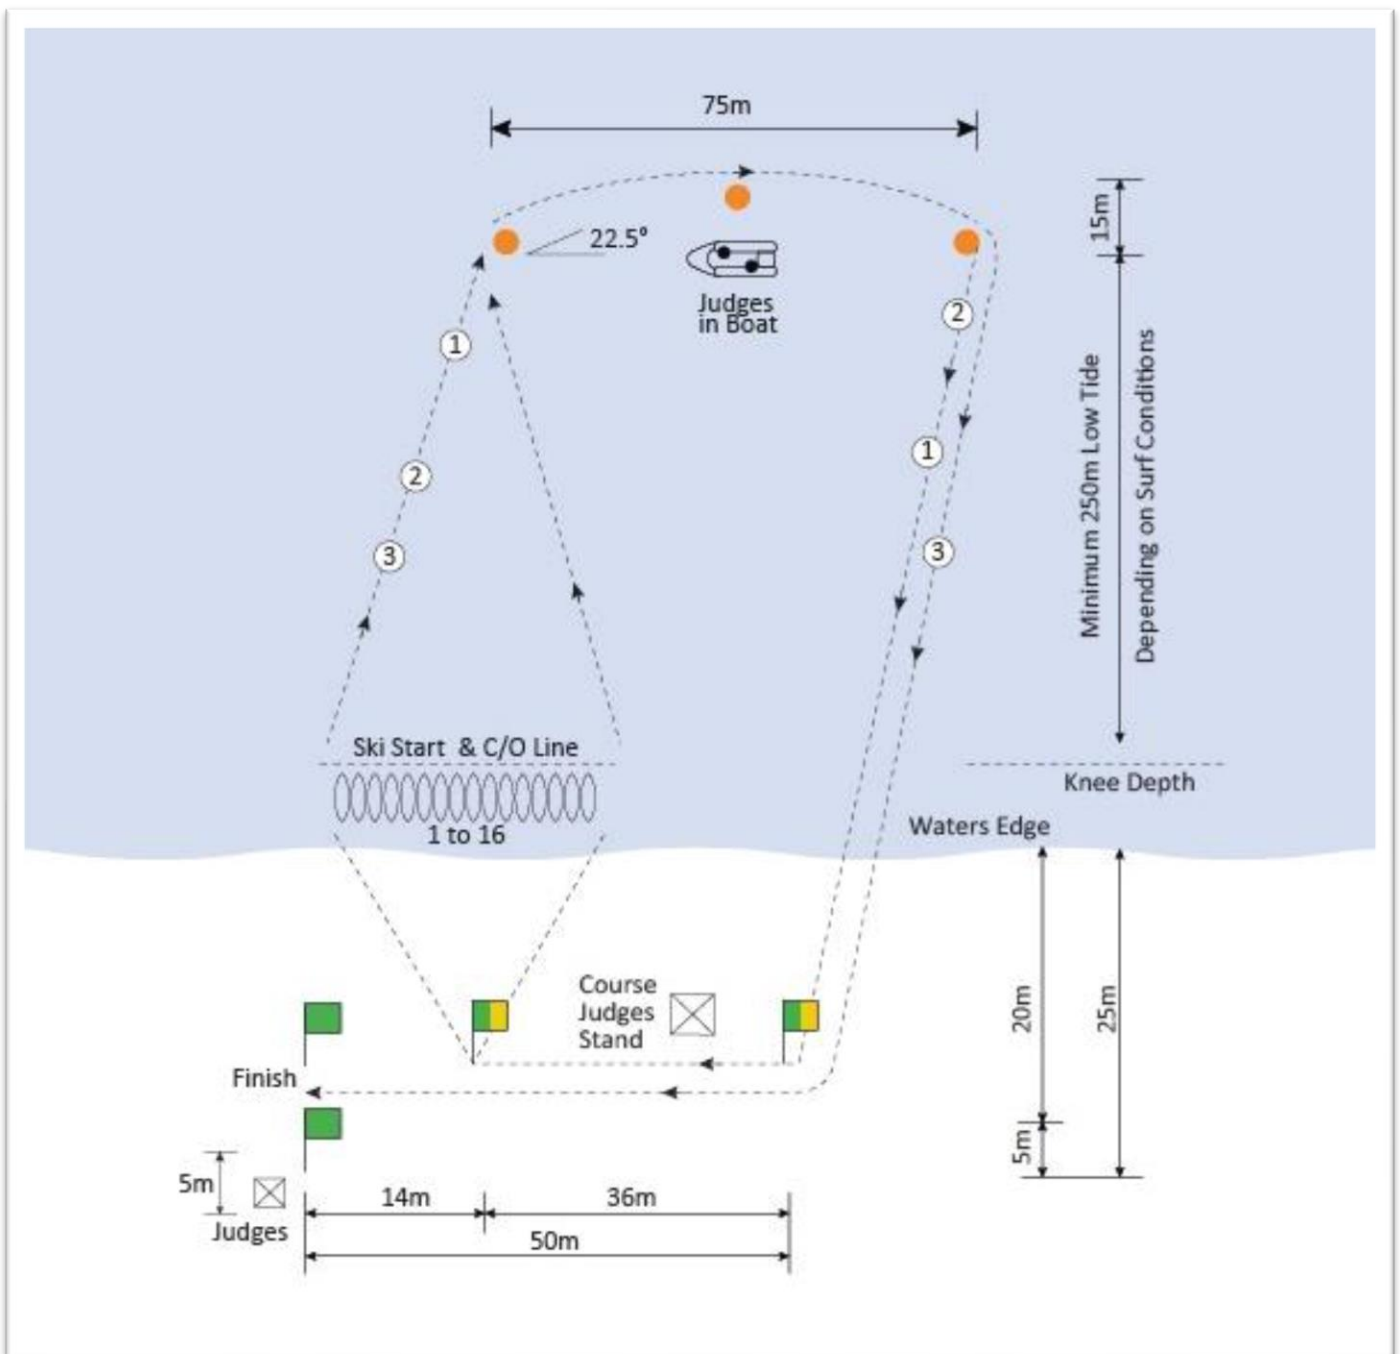 75m
15m
22.5°
Judges
in Boat
2
1
1
2
3
3
Minimum 250m Low Tide
Depending on Surf Conditions
Ski Start & C/O Line
1 to 16
Knee Depth
Waters Edge
Course
Judges
Stand
20m
25m
Finish
5m
5m
Judges
14m
36m
50m